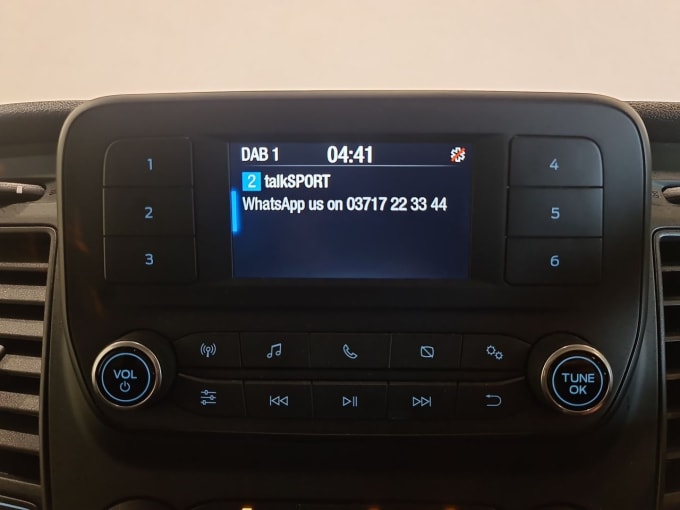 DAB 1 04:41
2 talkSPORT
WhatsApp us on 03717 22 33 44
1
2
3
4
5
6
VOL
TUNE
OK